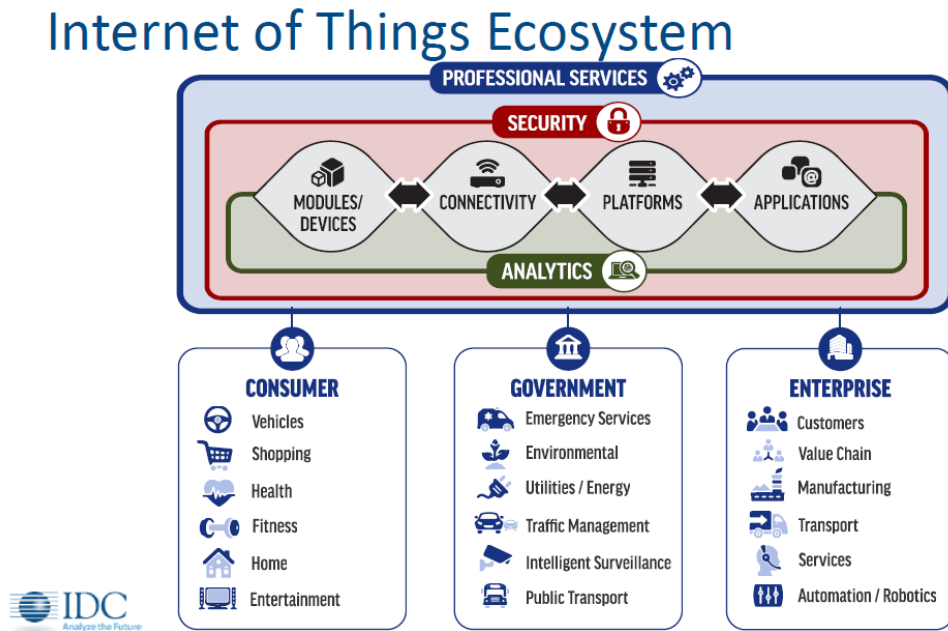 Internet of Things Ecosystem
PROFESSIONAL SERVICES
SECURITY
MODULES/
DEVICES
CONNECTIVITY
PLATFORMS
APPLICATIONS
@
ANALYTICS
@
CONSUMER
Vehicles
Shopping
Health
Fitness
Home
Entertainment
GOVERNMENT
Emergency Services
Environmental
Utilities / Energy
Traffic Management
Intelligent Surveillance
Public Transport
ENTERPRISE
Customers
Value Chain
Manufacturing
Transport
Services
Automation / Robotics
IDC
Analyze the Future